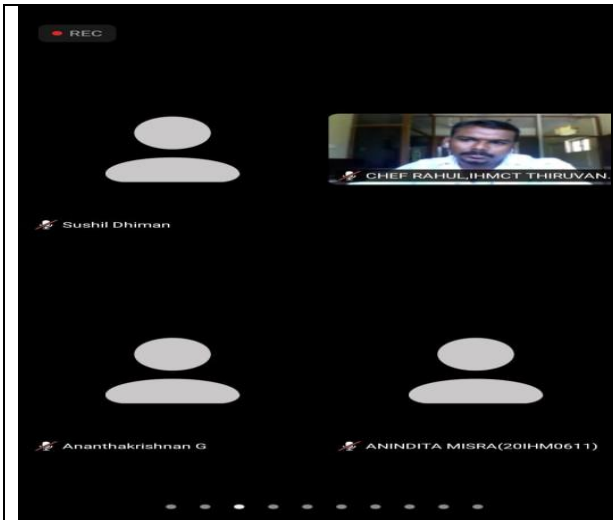 REC
Sushil Dhiman
CHEF RAHUL,IHMCT THIRUVAN.
Ananthakrishnan G
ANINDITA MISRA(20IHM0611)